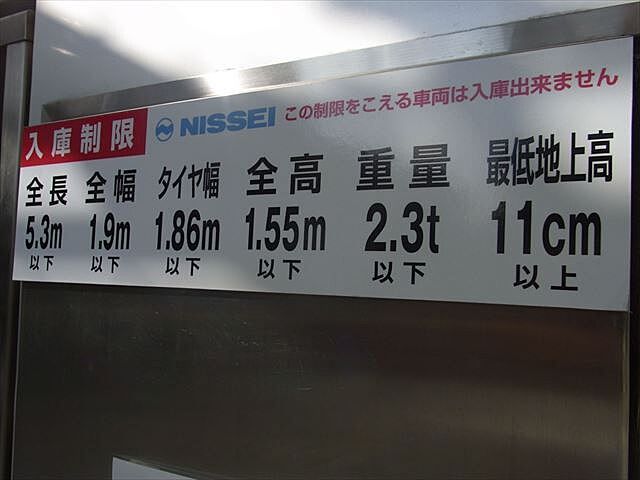 入庫制限 NISSEI この制限をこえる車両は入庫出来ません
全長 全幅 タイヤ幅 全高 重量 最低地上高
5.3m 1.9m 1.86m 1.55m 2.3t 11cm
以下 以下 以下 以下 以下 以上